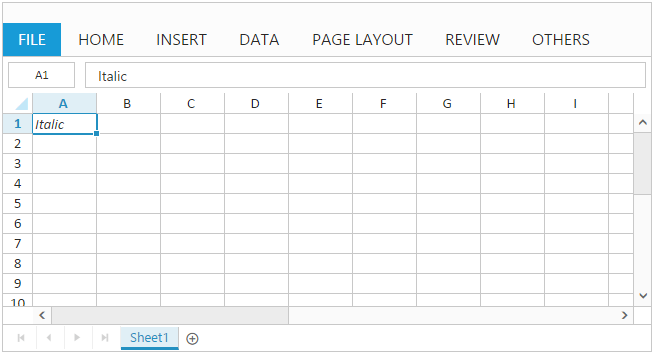 FILE HOME INSERT DATA PAGE LAYOUT REVIEW OTHERS
A1 Italic
A B C D E F G H I
1 Italic
2
3
4
5
6
7
8
9
10
Sheet1